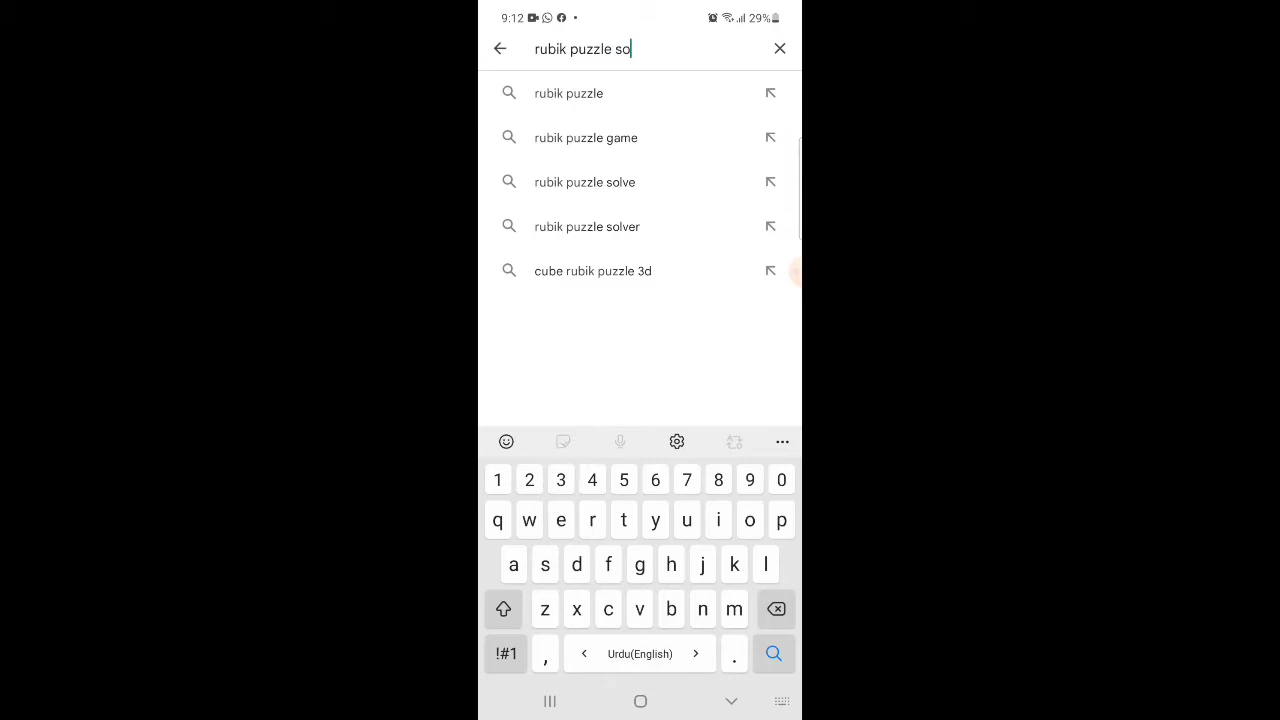 9:12 29%
rubik puzzle so
rubik puzzle
rubik puzzle game
rubik puzzle solve
rubik puzzle solver
cube rubik puzzle 3d
1 2 3 4 5 6 7 8 9 0
q w e r t y u i o p
a s d f g h j k l
z x c v b n m
!#1 , < Urdu(English) > .